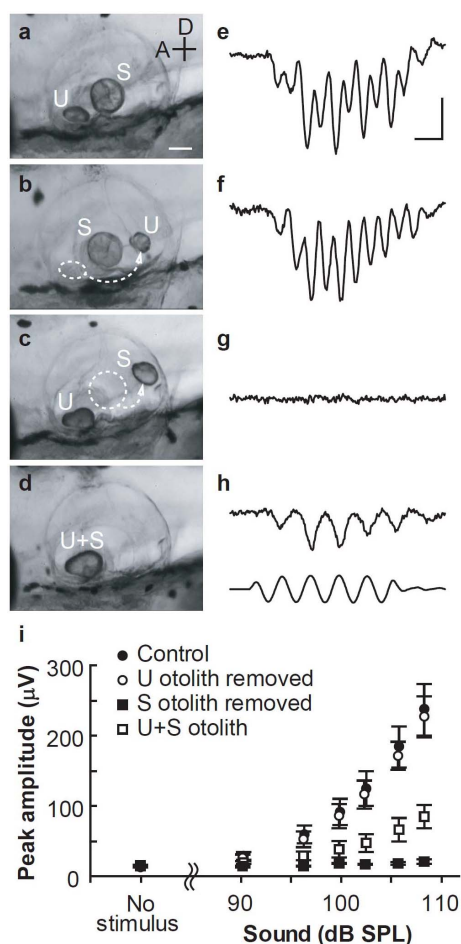 a
D
A
S
U
e
b
S
U
f
c
S
U
g
d
U+S
h
i
Control
U otolith removed
S otolith removed
U+S otolith
Peak amplitude (μV)
300
200
100
0
No stimulus
90
100
110
Sound (dB SPL)